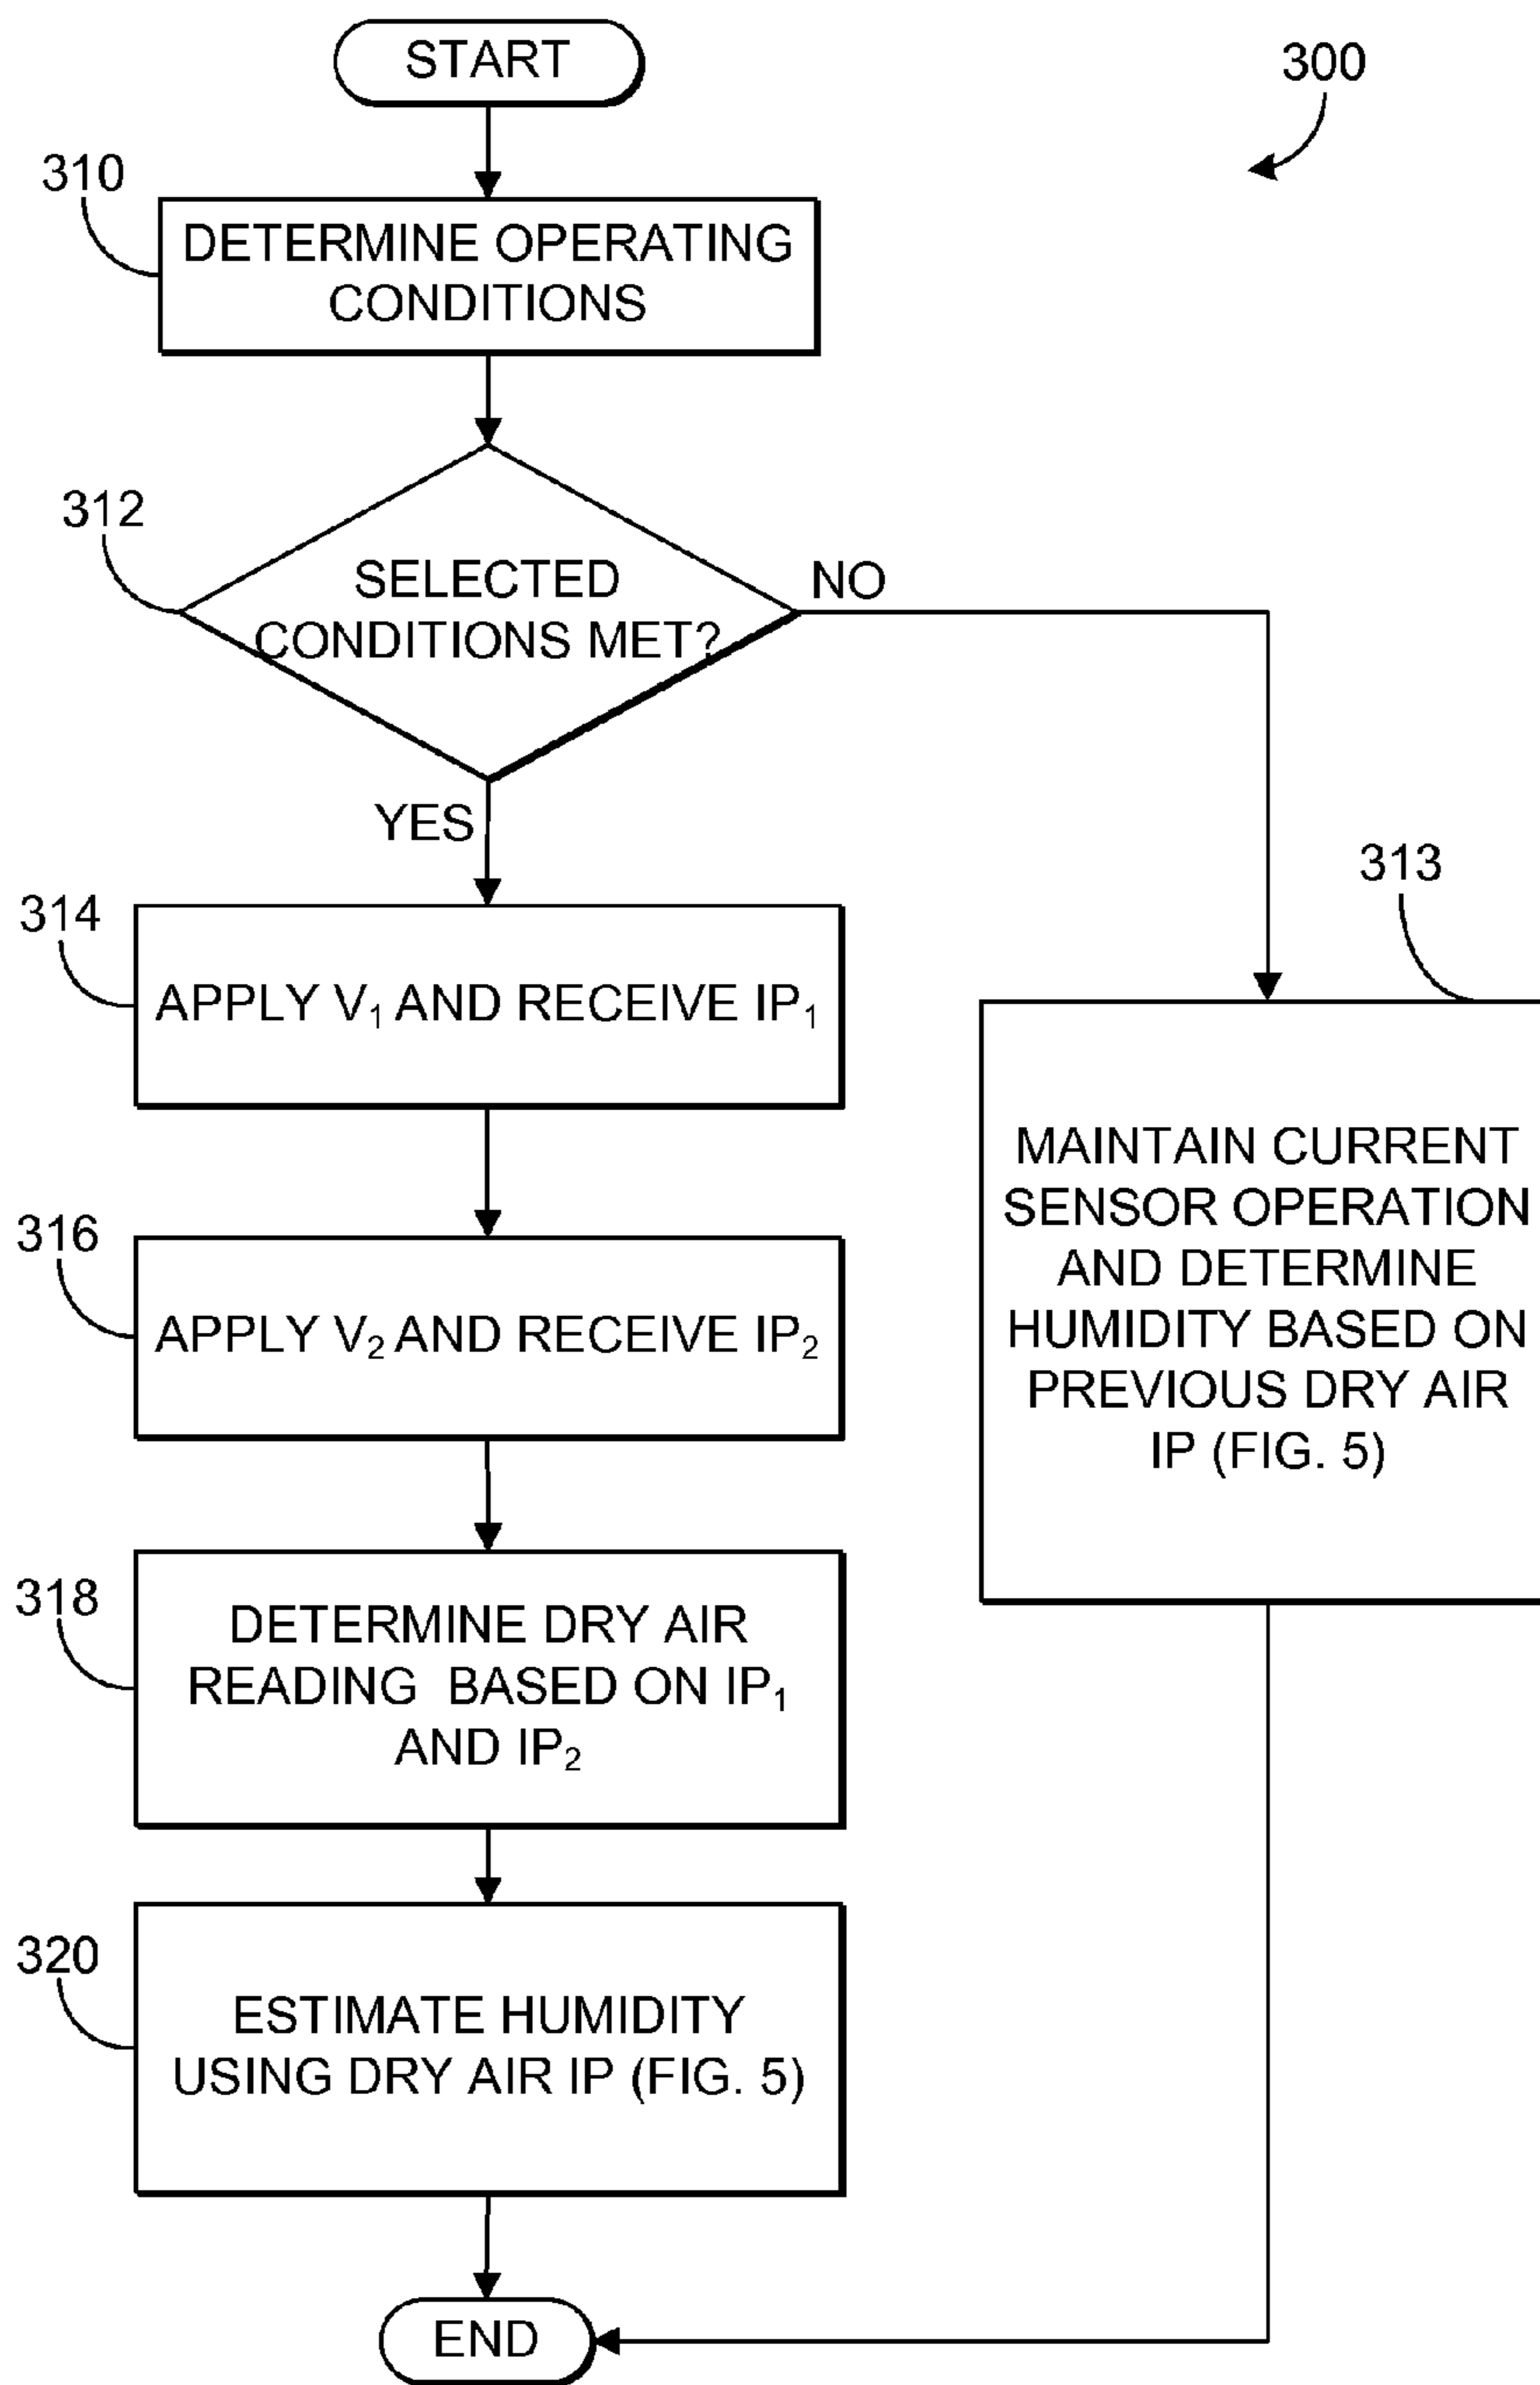 START
300
310
DETERMINE OPERATING
CONDITIONS
312
SELECTED
CONDITIONS MET?
NO
YES
314
APPLY V₁ AND RECEIVE IP₁
313
MAINTAIN CURRENT
SENSOR OPERATION
AND DETERMINE
HUMIDITY BASED ON
PREVIOUS DRY AIR
IP (FIG. 5)
316
APPLY V₂ AND RECEIVE IP₂
318
DETERMINE DRY AIR
READING BASED ON IP₁
AND IP₂
320
ESTIMATE HUMIDITY
USING DRY AIR IP (FIG. 5)
END